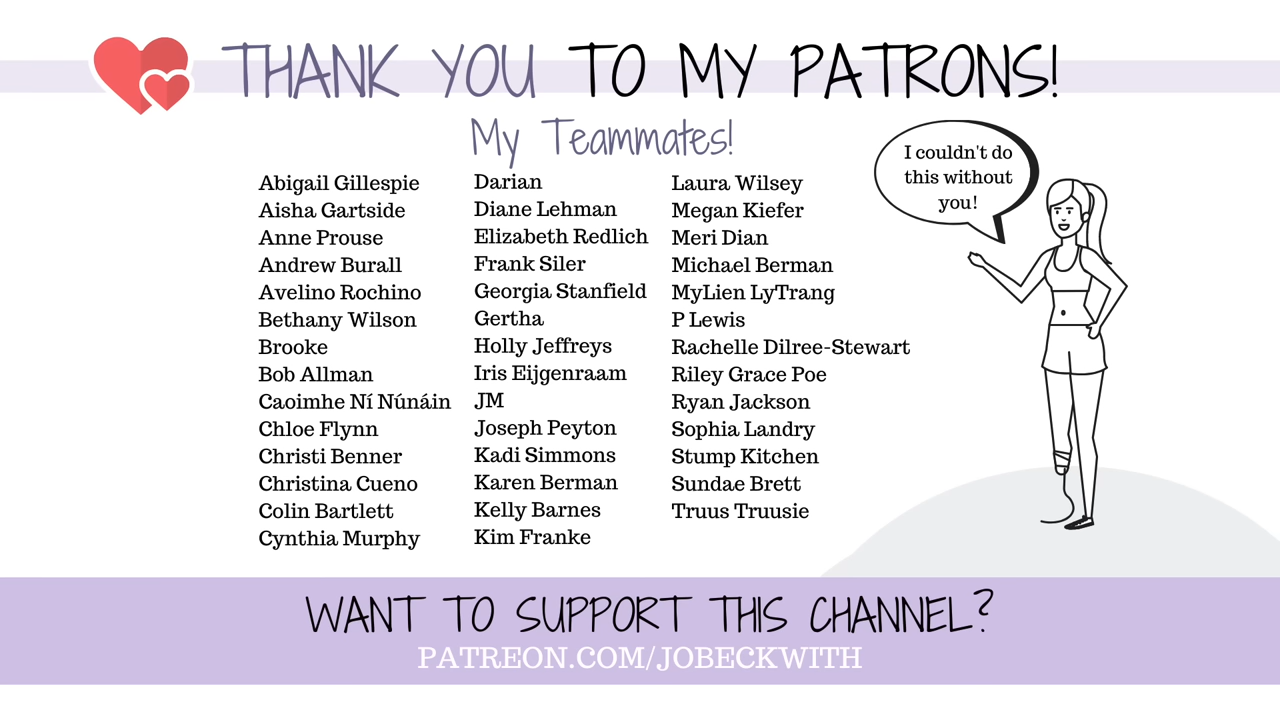 THANK YOU TO MY PATRONS!
My Teammates!
Abigail Gillespie
Aisha Gartside
Anne Prouse
Andrew Burall
Avelino Rochino
Bethany Wilson
Brooke
Bob Allman
Caoimhe Ní Núnáin
Chloe Flynn
Christi Benner
Christina Cueno
Colin Bartlett
Cynthia Murphy
Darian
Diane Lehman
Elizabeth Redlich
Frank Siler
Georgia Stanfield
Gertha
Holly Jeffreys
Iris Eijgenraam
JM
Joseph Peyton
Kadi Simmons
Karen Berman
Kelly Barnes
Kim Franke
Laura Wilsey
Megan Kiefer
Meri Dian
Michael Berman
MyLien LyTrang
P Lewis
Rachelle Dilree-Stewart
Riley Grace Poe
Ryan Jackson
Sophia Landry
Stump Kitchen
Sundae Brett
Truus Truusie
I couldn't do
this without
you!
WANT TO SUPPORT THIS CHANNEL?
PATREON.COM/JOBECKWITH